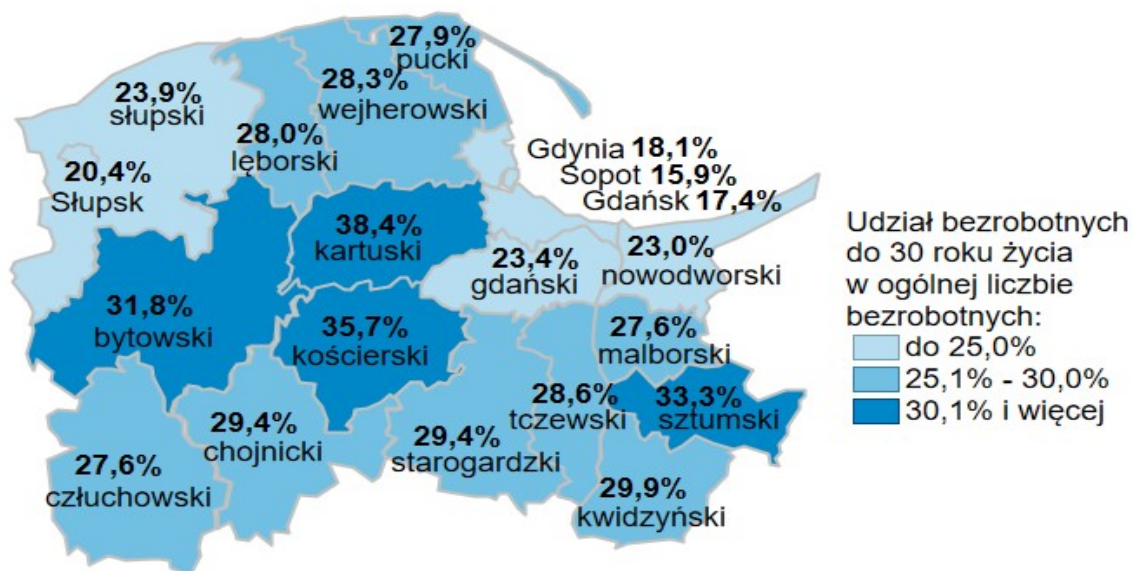 27,9%
pucki
28,3%
wejherowski
23,9%
słupski
28,0%
lęborski
20,4%
Słupsk
Gdynia 18,1%
Sopot 15,9%
Gdańsk 17,4%
38,4%
kartuski
23,4%
gdański
23,0%
nowodworski
31,8%
bytowski
35,7%
kościerski
27,6%
malborski
28,6%
tczewski
33,3%
sztumski
29,4%
chojnicki
29,4%
starogardzki
27,6%
człuchowski
29,9%
kwidzyński
Udział bezrobotnych
do 30 roku życia
w ogólnej liczbie
bezrobotnych:
do 25,0%
25,1% - 30,0%
30,1% i więcej